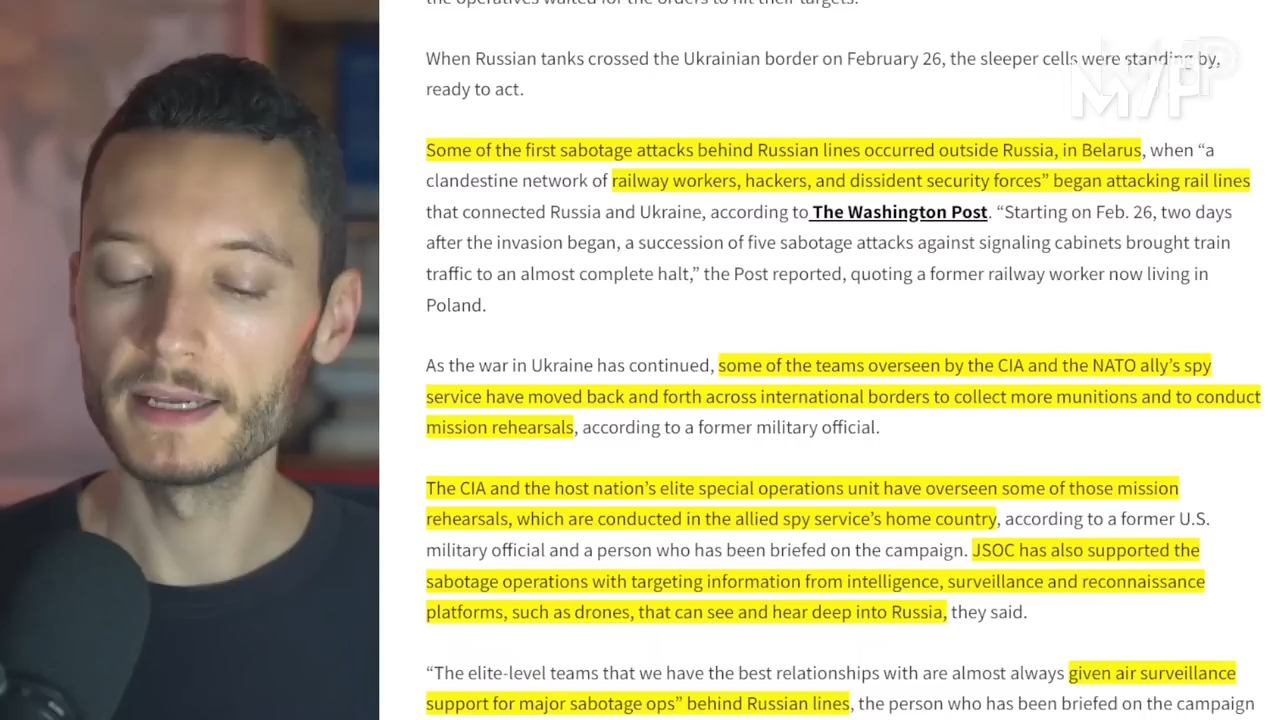 the operatives waited for the orders to hit their targets.
When Russian tanks crossed the Ukrainian border on February 26, the sleeper cells were standing by,
ready to act.
Some of the first sabotage attacks behind Russian lines occurred outside Russia, in Belarus, when “a
clandestine network of railway workers, hackers, and dissident security forces” began attacking rail lines
that connected Russia and Ukraine, according to The Washington Post. “Starting on Feb. 26, two days
after the invasion began, a succession of five sabotage attacks against signaling cabinets brought train
traffic to an almost complete halt,” the Post reported, quoting a former railway worker now living in
Poland.
As the war in Ukraine has continued, some of the teams overseen by the CIA and the NATO ally’s spy
service have moved back and forth across international borders to collect more munitions and to conduct
mission rehearsals, according to a former military official.
The CIA and the host nation’s elite special operations unit have overseen some of those mission
rehearsals, which are conducted in the allied spy service’s home country, according to a former U.S.
military official and a person who has been briefed on the campaign. JSOC has also supported the
sabotage operations with targeting information from intelligence, surveillance and reconnaissance
platforms, such as drones, that can see and hear deep into Russia, they said.
“The elite-level teams that we have the best relationships with are almost always given air surveillance
support for major sabotage ops” behind Russian lines, the person who has been briefed on the campaign